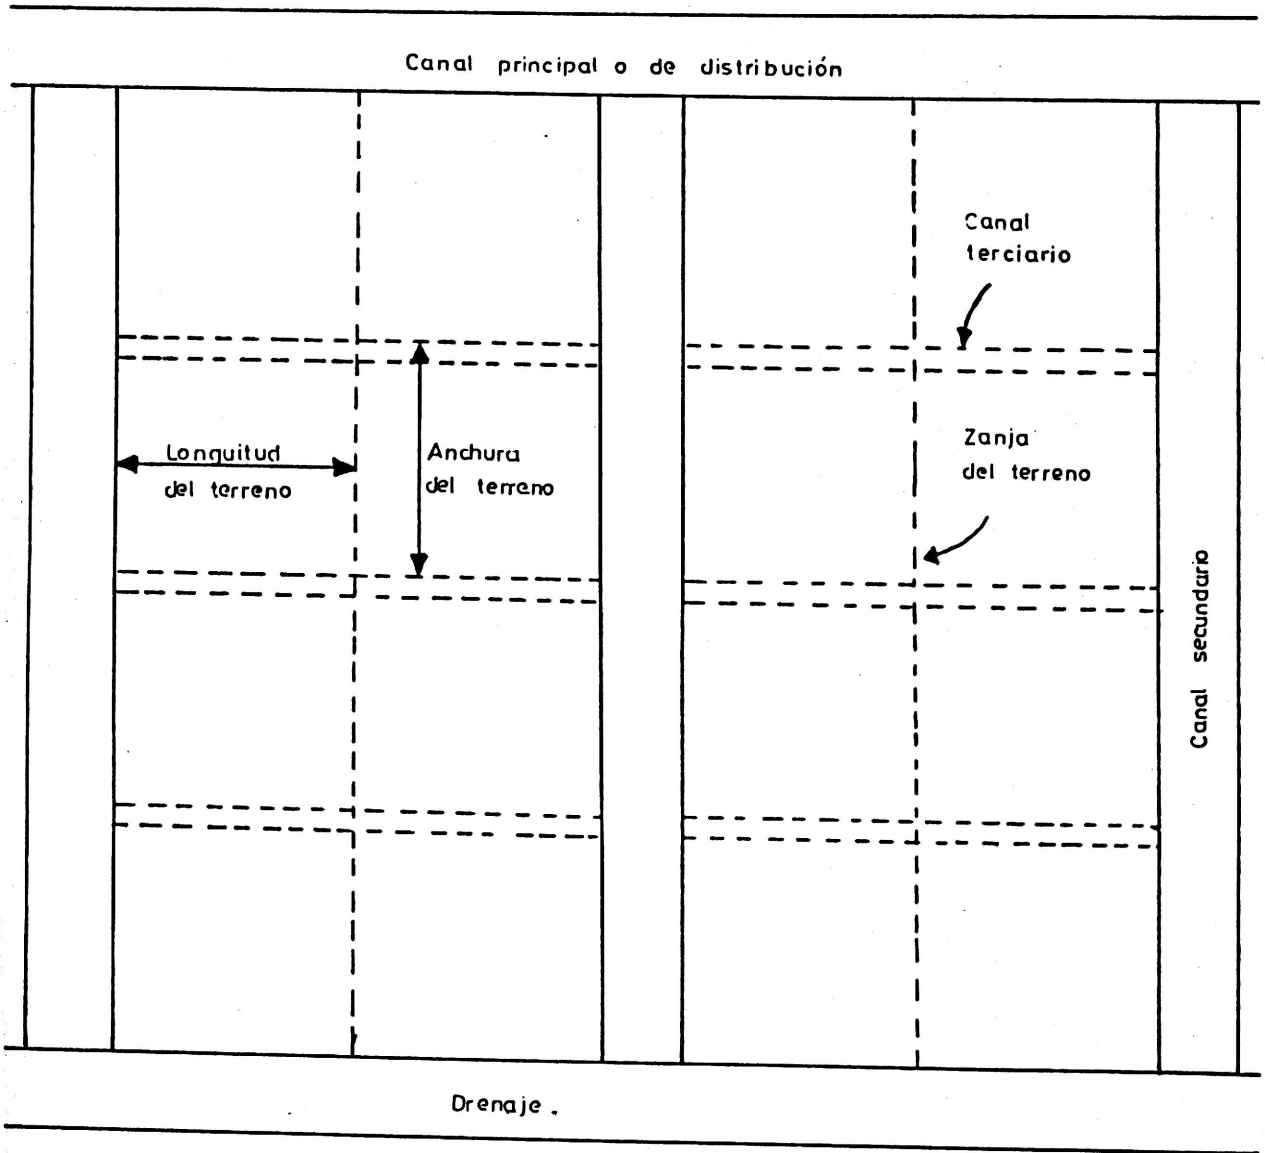 Canal principal o de distribución
Canal
terciario
Longuitud
del terreno
Anchura
del terreno
Zanja
del terreno
Canal secundario
Drenaje.